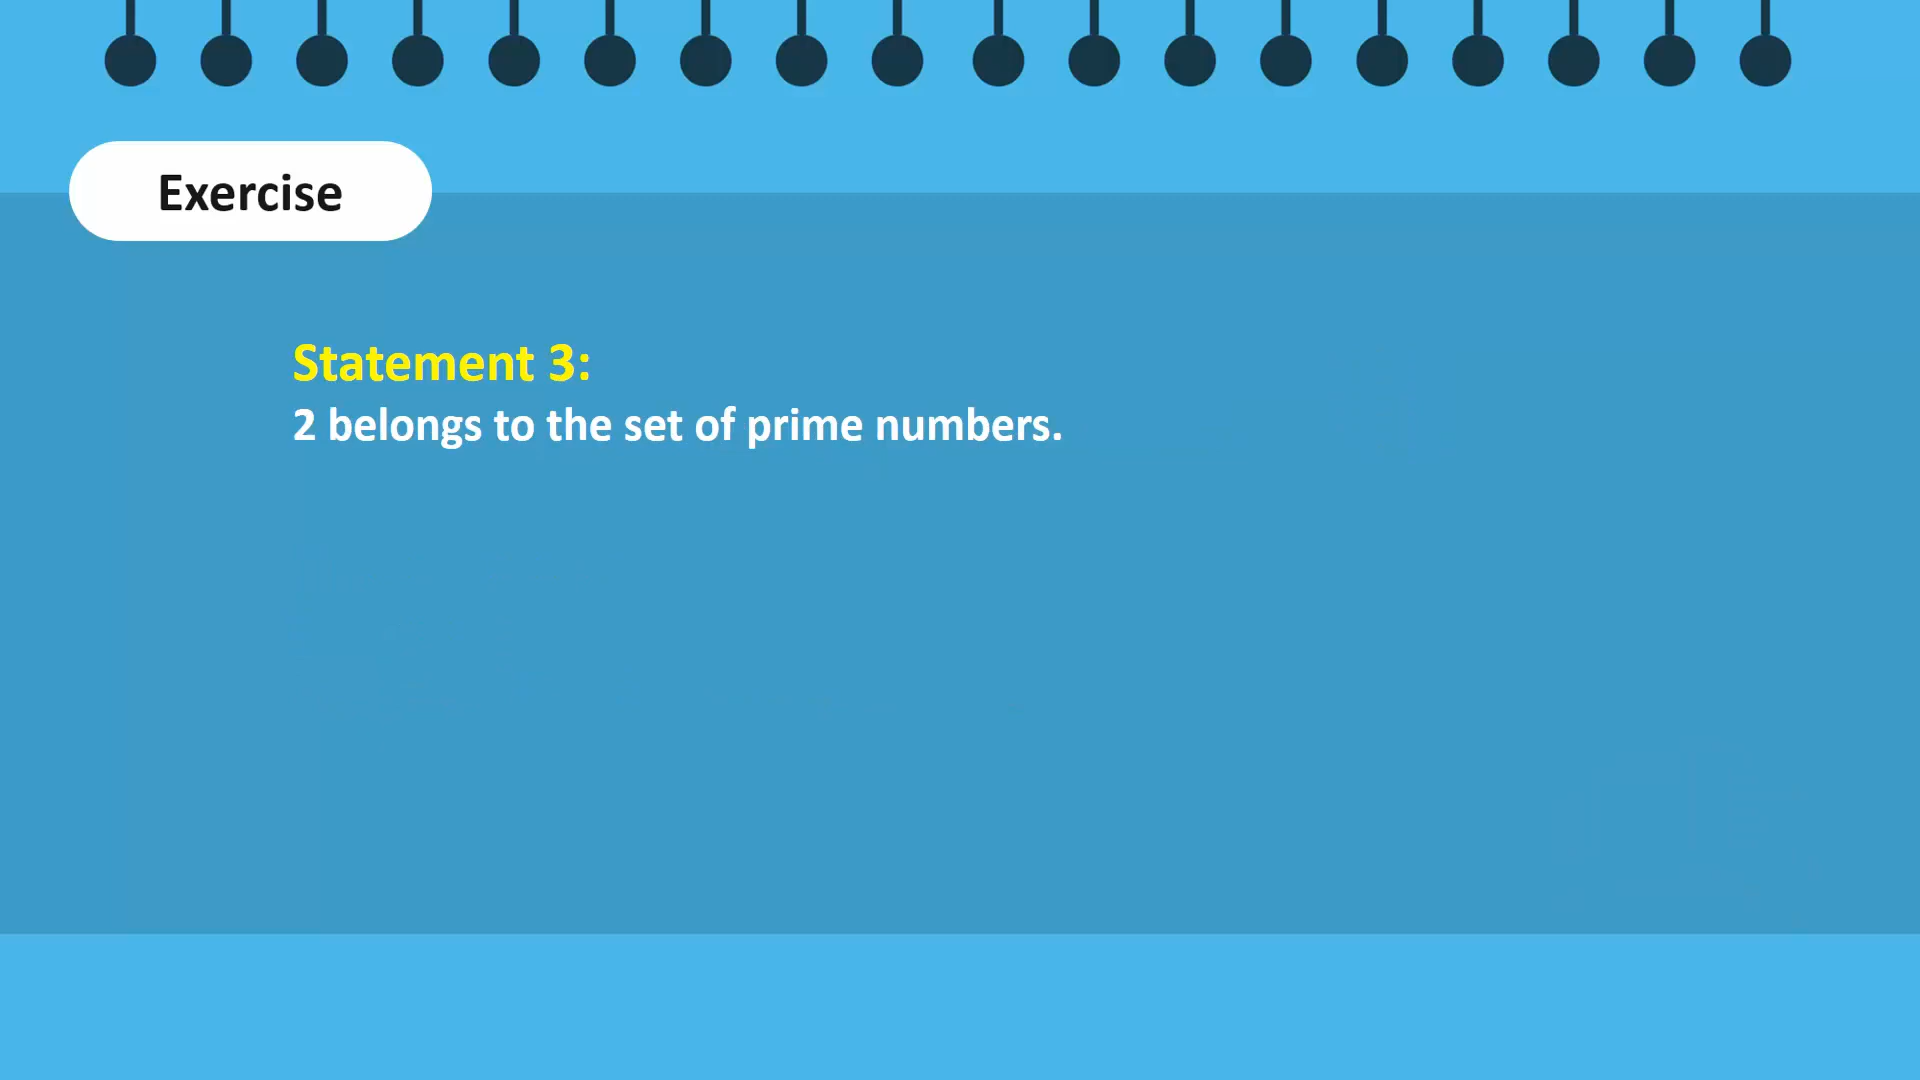 Exercise
Statement 3:
2 belongs to the set of prime numbers.